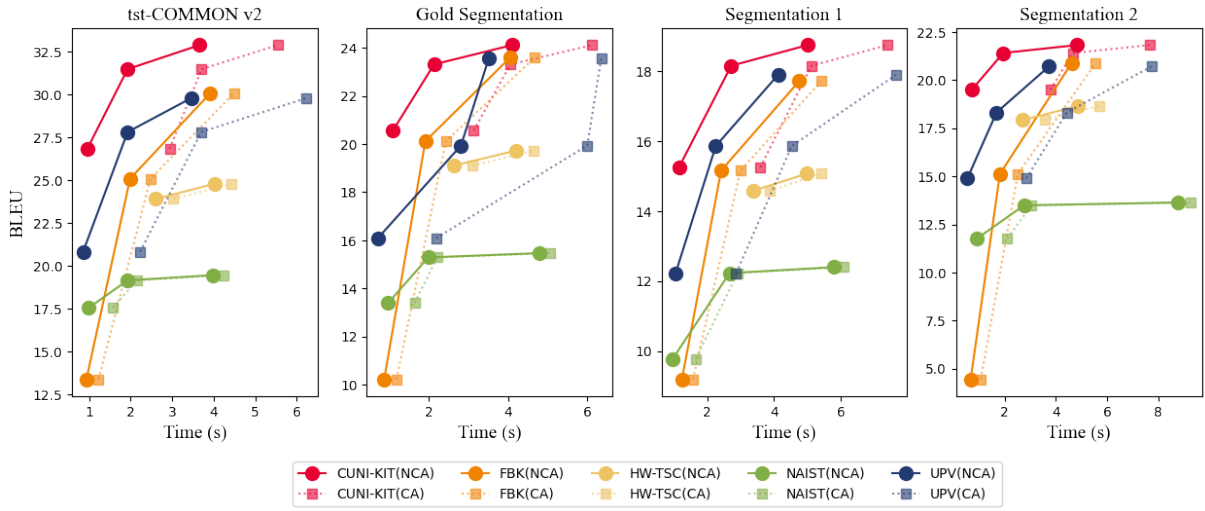 tst-COMMON v2
Gold Segmentation
Segmentation 1
Segmentation 2
BLEU
32.5
30.0
27.5
25.0
22.5
20.0
17.5
15.0
12.5
1 2 3 4 5 6
Time (s)
24
22
20
18
16
14
12
10
2 4 6
Time (s)
18
16
14
12
10
2 4 6
Time (s)
22.5
20.0
17.5
15.0
12.5
10.0
7.5
5.0
2 4 6 8
Time (s)
CUNI-KIT(NCA) FBK(NCA) HW-TSC(NCA) NAIST(NCA) UPV(NCA)
CUNI-KIT(CA) FBK(CA) HW-TSC(CA) NAIST(CA) UPV(CA)